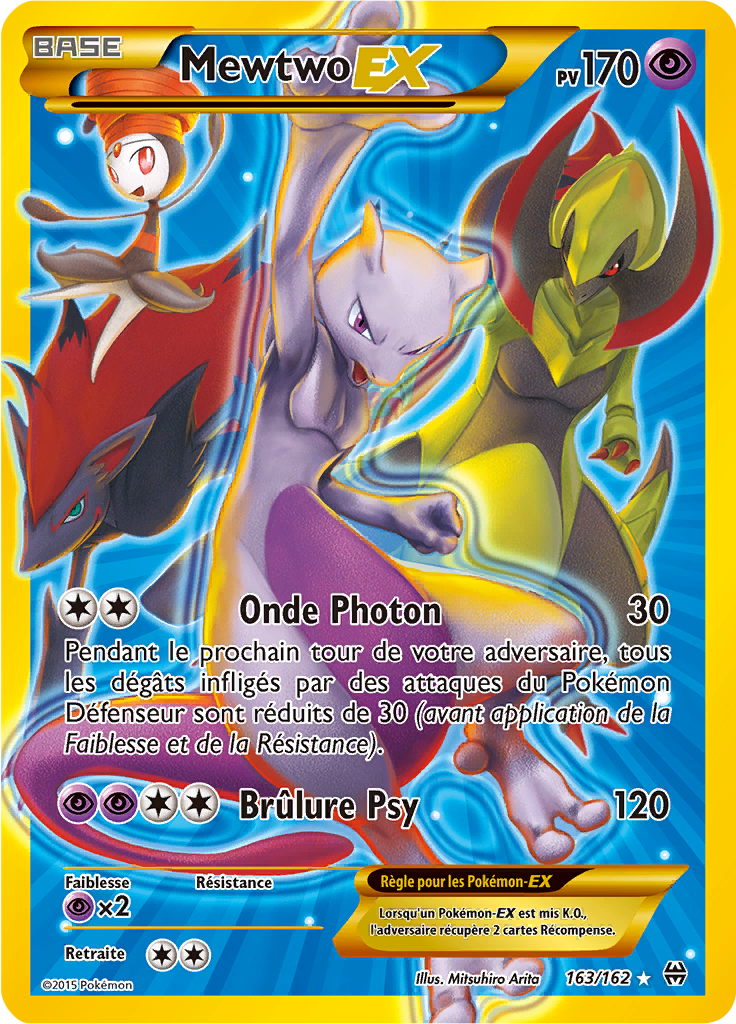 BASE
Mewtwo EX
PV 170
Onde Photon 30
Pendant le prochain tour de votre adversaire, tous
les dégâts infligés par des attaques du Pokémon
Défenseur sont réduits de 30 (avant application de la
Faiblesse et de la Résistance).
Brûlure Psy 120
Faiblesse Résistance
×2
Retraite
Règle pour les Pokémon-EX
Lorsqu'un Pokémon-EX est mis K.O.,
l'adversaire récupère 2 cartes Récompense.
©2015 Pokémon
Illus. Mitsuhiro Arita
163/162